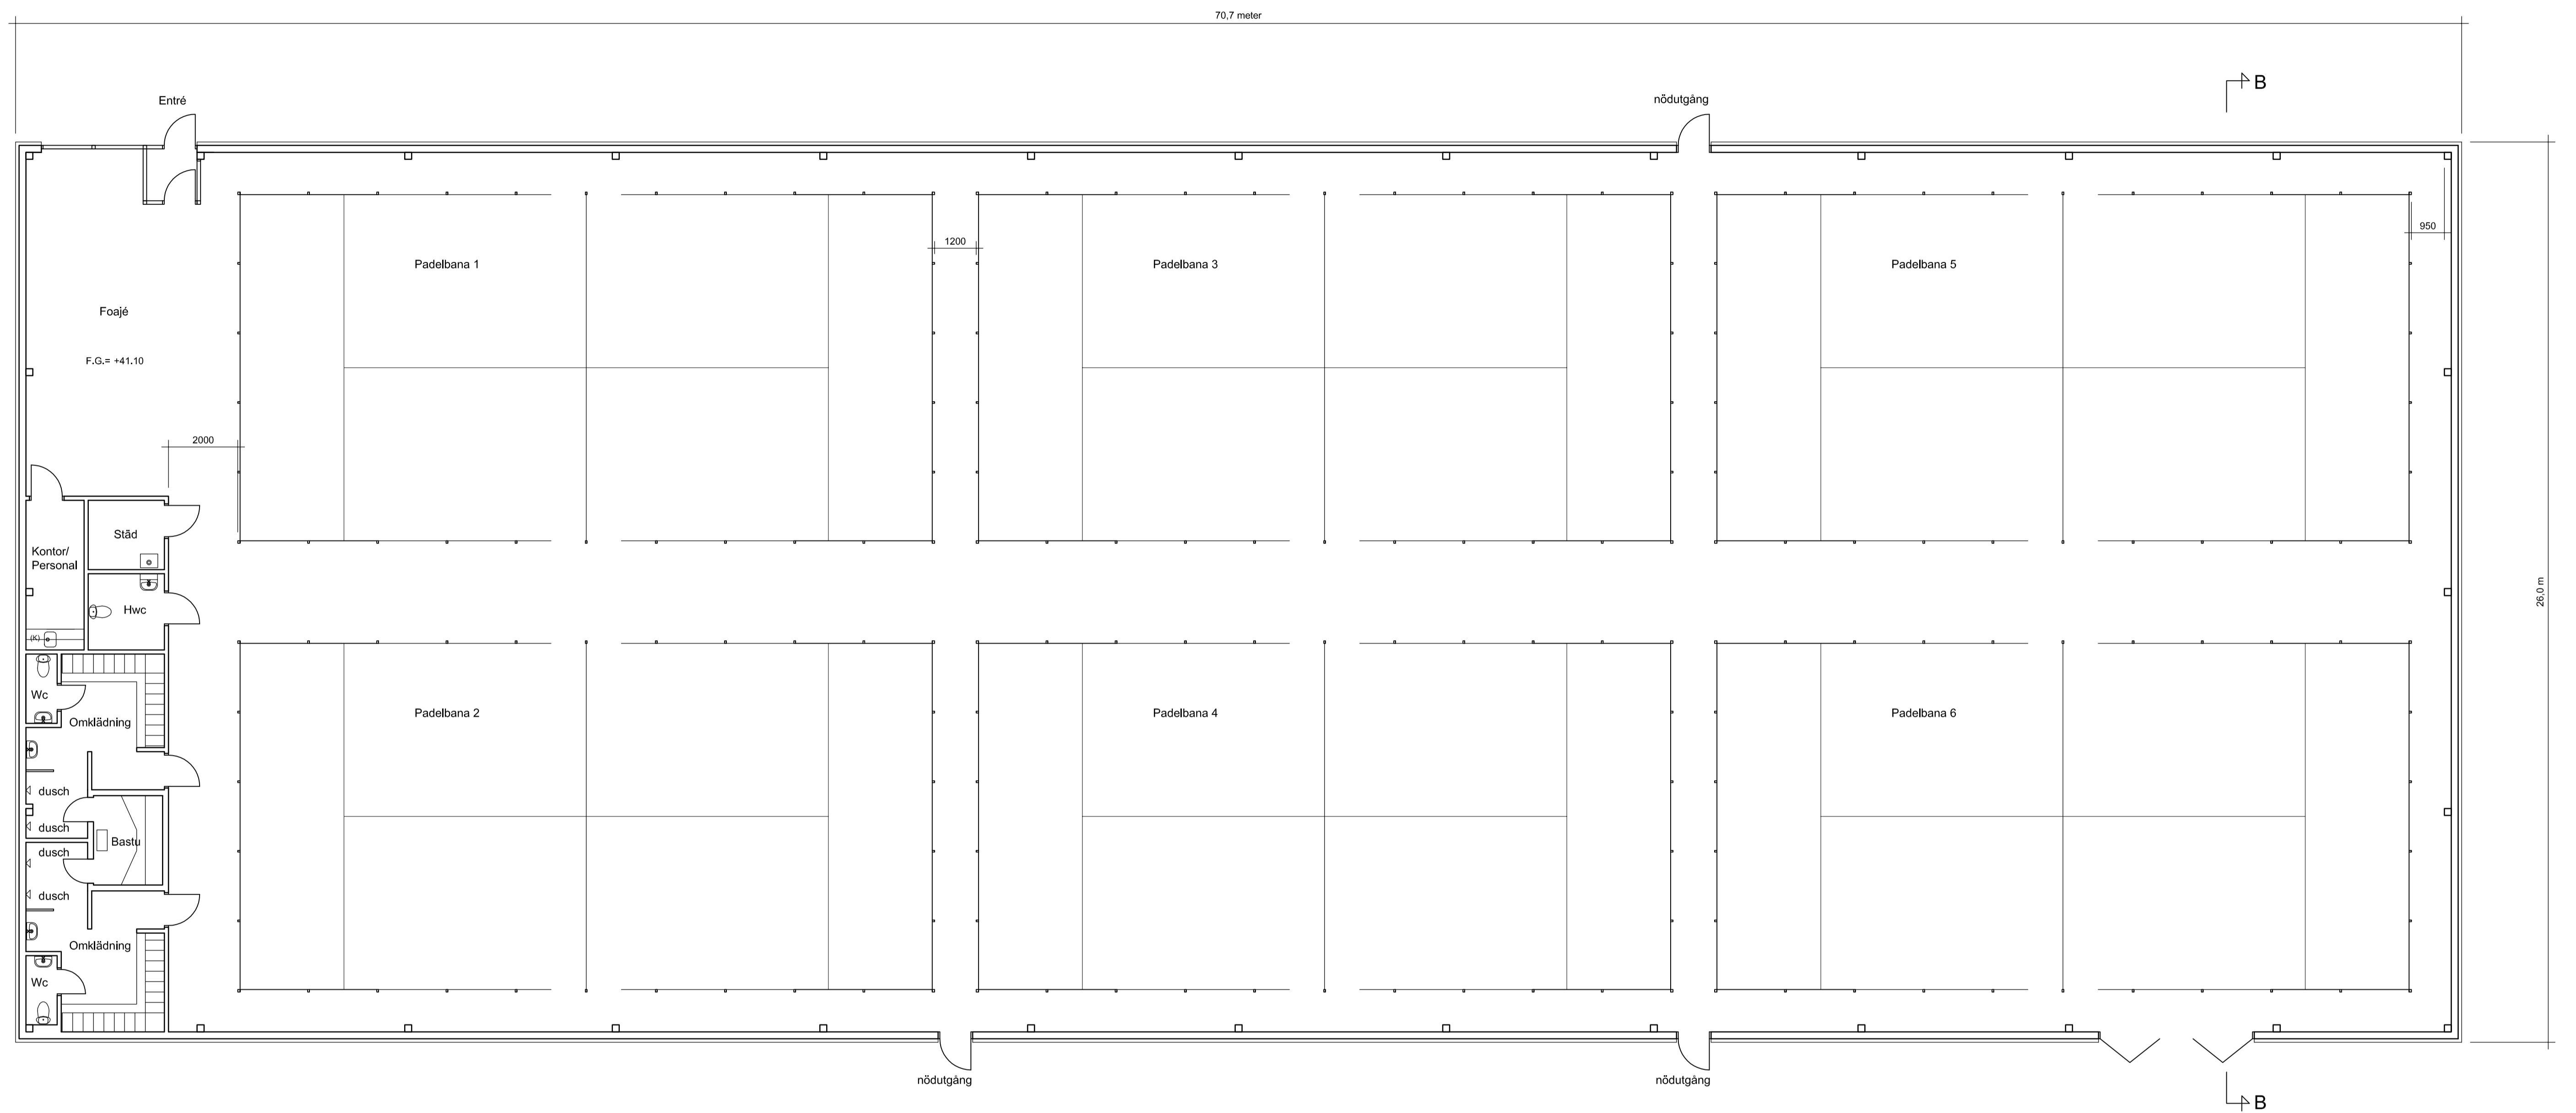 70,7 meter
B
Entré
nödutgång
1200
950
Padelbana 1
Padelbana 3
Padelbana 5
Foajé
F.G.= +41.10
2000
Städ
Kontor/
Personal
Hwc
(K)
26,0 m
Wc
Omklädning
Padelbana 2
Padelbana 4
Padelbana 6
dusch
dusch
Bastu
dusch
dusch
Omklädning
Wc
nödutgång
nödutgång
B